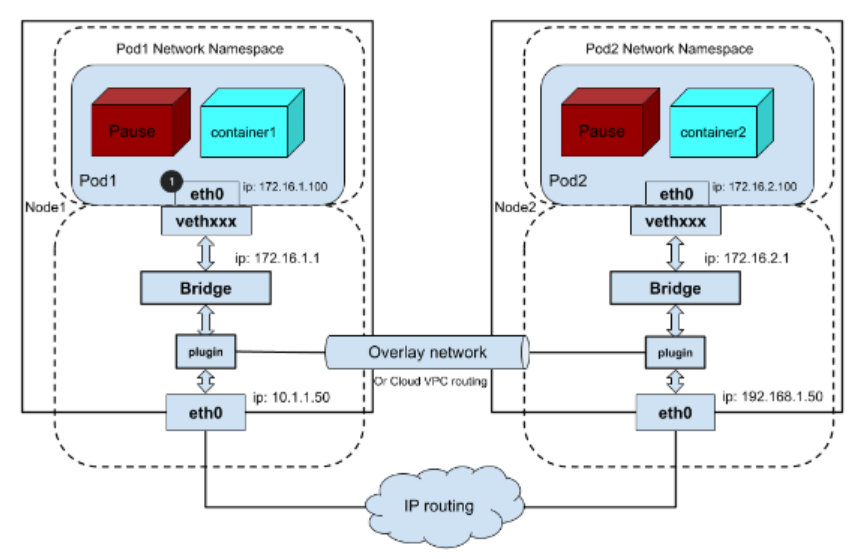 Pod1 Network Namespace
Pause
container1
Pod1
1
eth0
ip: 172.16.1.100
Node1
vethxxx
ip: 172.16.1.1
Bridge
plugin
ip: 10.1.1.50
eth0
Pod2 Network Namespace
Pause
container2
Pod2
eth0
ip: 172.16.2.100
Node2
vethxxx
ip: 172.16.2.1
Bridge
plugin
ip: 192.168.1.50
eth0
Overlay network
Or Cloud VPC routing
IP routing